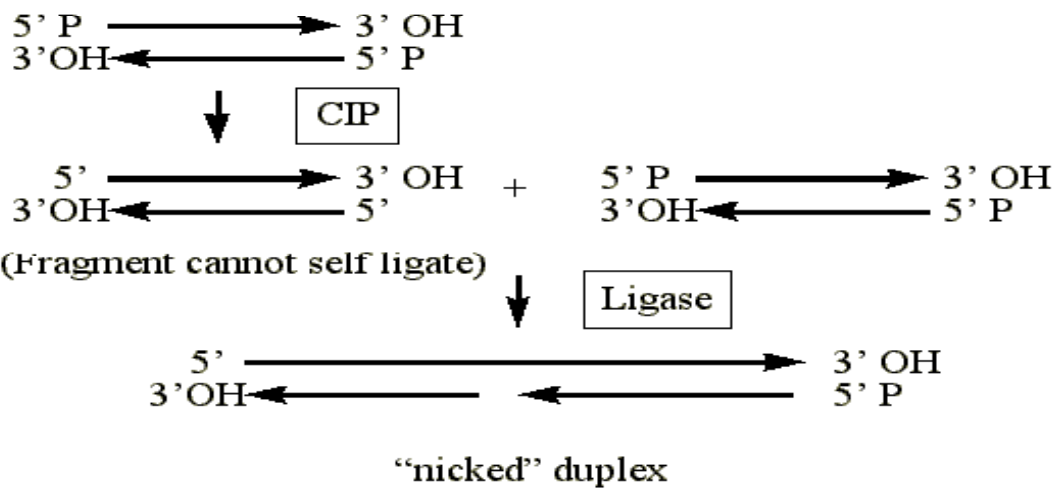 5’ P 3’ OH
3’OH 5’ P
CIP
5’ 3’ OH + 5’ P 3’ OH
3’OH 5’ 3’OH 5’ P
(Fragment cannot self ligate)
Ligase
5’ 3’ OH
3’OH 5’ P
“nicked” duplex